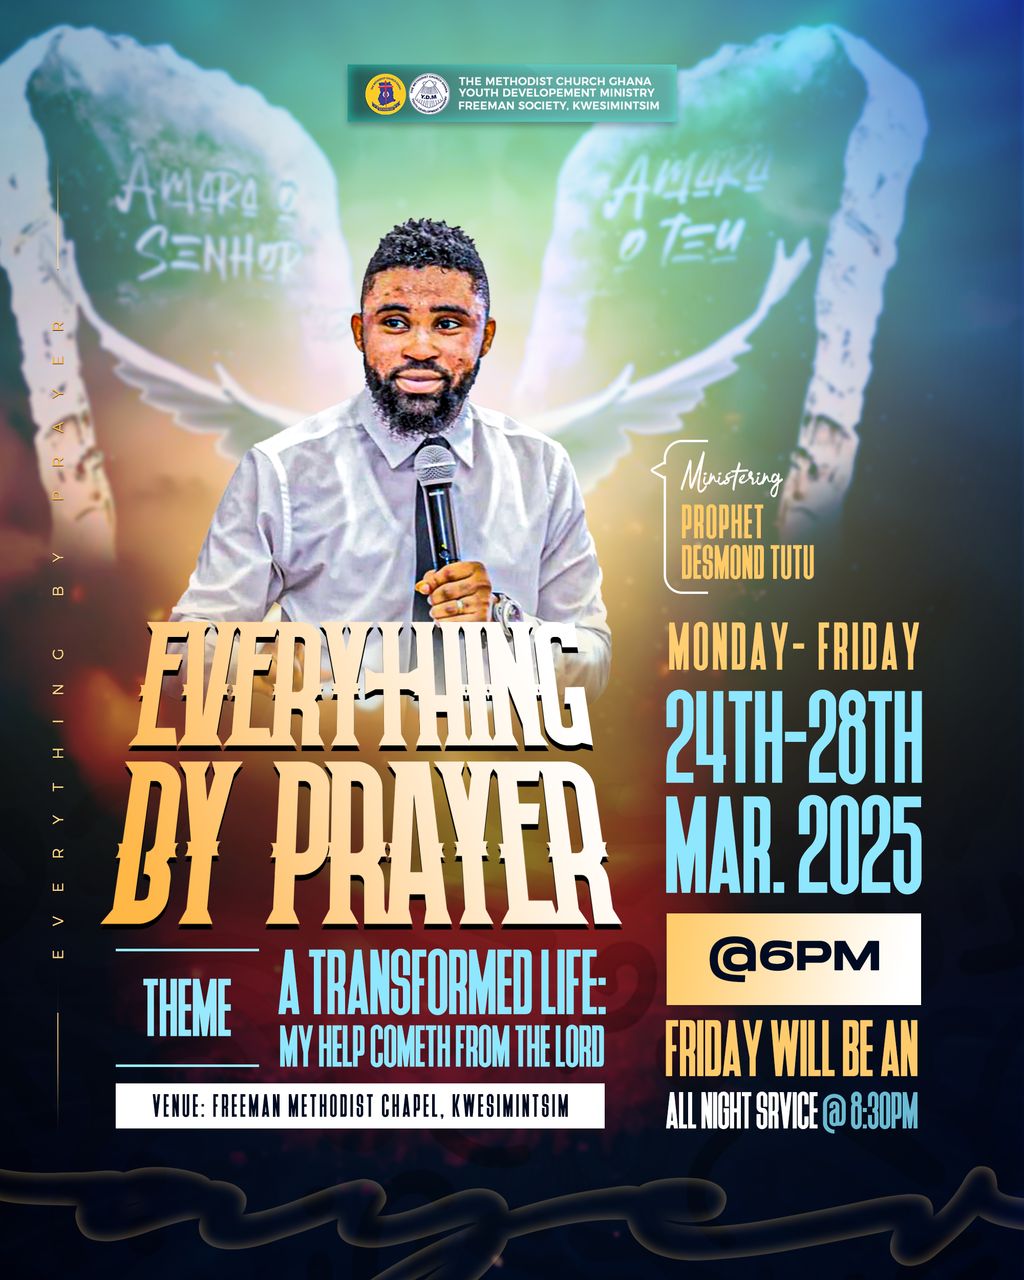 THE METHODIST CHURCH GHANA
YOUTH DEVELOPEMENT MINISTRY
FREEMAN SOCIETY, KWESIMINTSIM
Y.D.M
AMARA O
SENHOR
AMARA
O TEU
EVERYTHING BY PRAYER
Ministering
PROPHET
DESMOND TUTU
EVERYTHING
BY PRAYER
THEME
A TRANSFORMED LIFE:
MY HELP COMETH FROM THE LORD
VENUE: FREEMAN METHODIST CHAPEL, KWESIMINTSIM
MONDAY- FRIDAY
24TH-28TH
MAR. 2025
@6PM
FRIDAY WILL BE AN
ALL NIGHT SRVICE @ 8:30PM